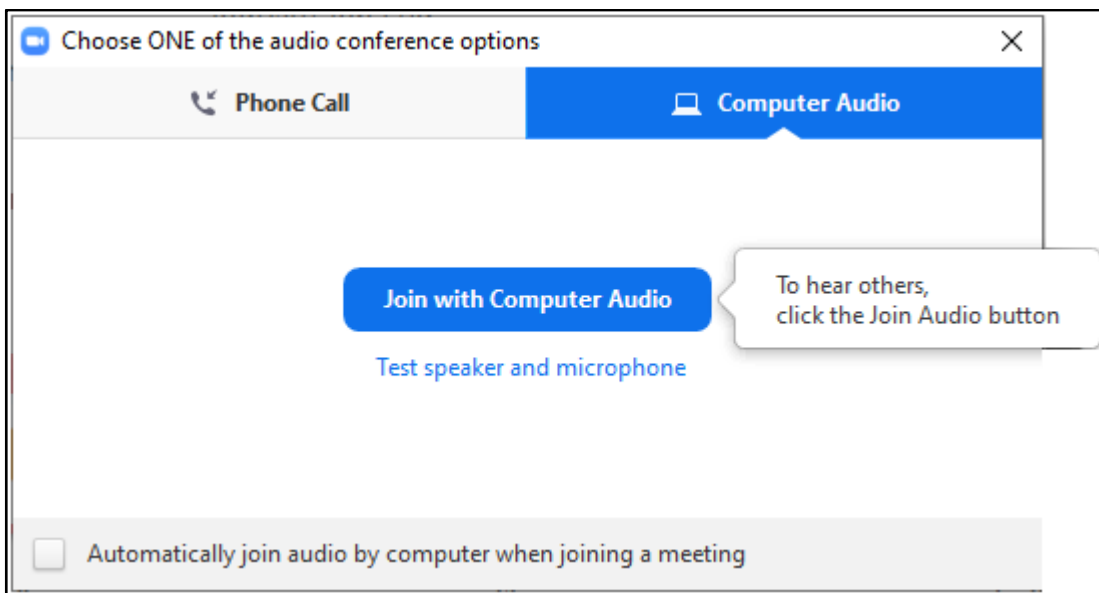 Choose ONE of the audio conference options
Phone Call
Computer Audio
Join with Computer Audio
To hear others,
click the Join Audio button
Test speaker and microphone
Automatically join audio by computer when joining a meeting